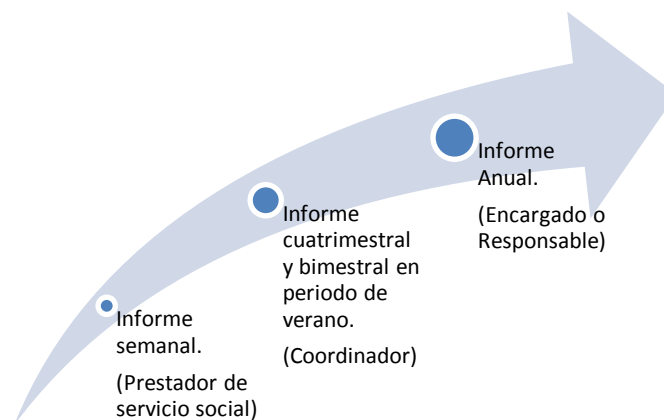 Informe
semanal.
(Prestador de
servicio social)
Informe
cuatrimestral
y bimestral en
periodo de
verano.
(Coordinador)
Informe
Anual.
(Encargado o
Responsable)